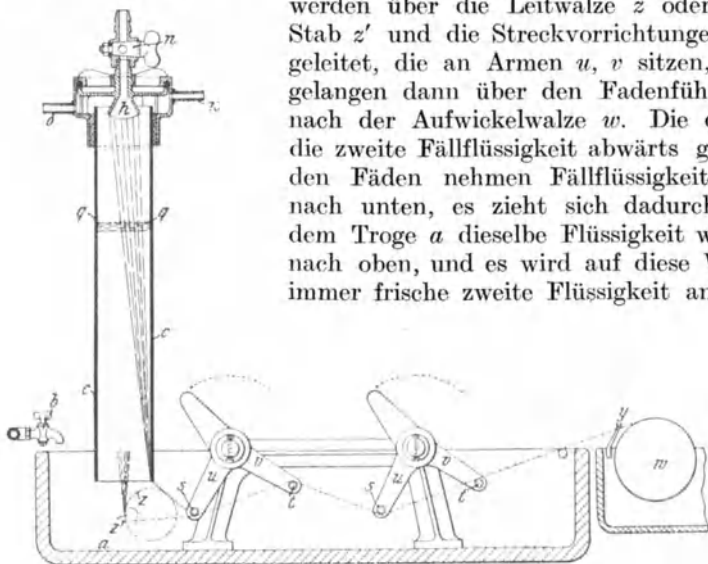 werden über die Leitwalze z oder
Stab z′ und die Streckvorrichtunge
geleitet, die an Armen u, v sitzen,
gelangen dann über den Fadenfüh
nach der Aufwickelwalze w. Die
die zweite Fällflüssigkeit abwärts g
den Fäden nehmen Fällflüssigkeit
nach unten, es zieht sich dadurch
dem Troge a dieselbe Flüssigkeit w
nach oben, und es wird auf diese
immer frische zweite Flüssigkeit an
n
h
q q
c
c
b
y
u v u v
w
s t s t
z
z′
a